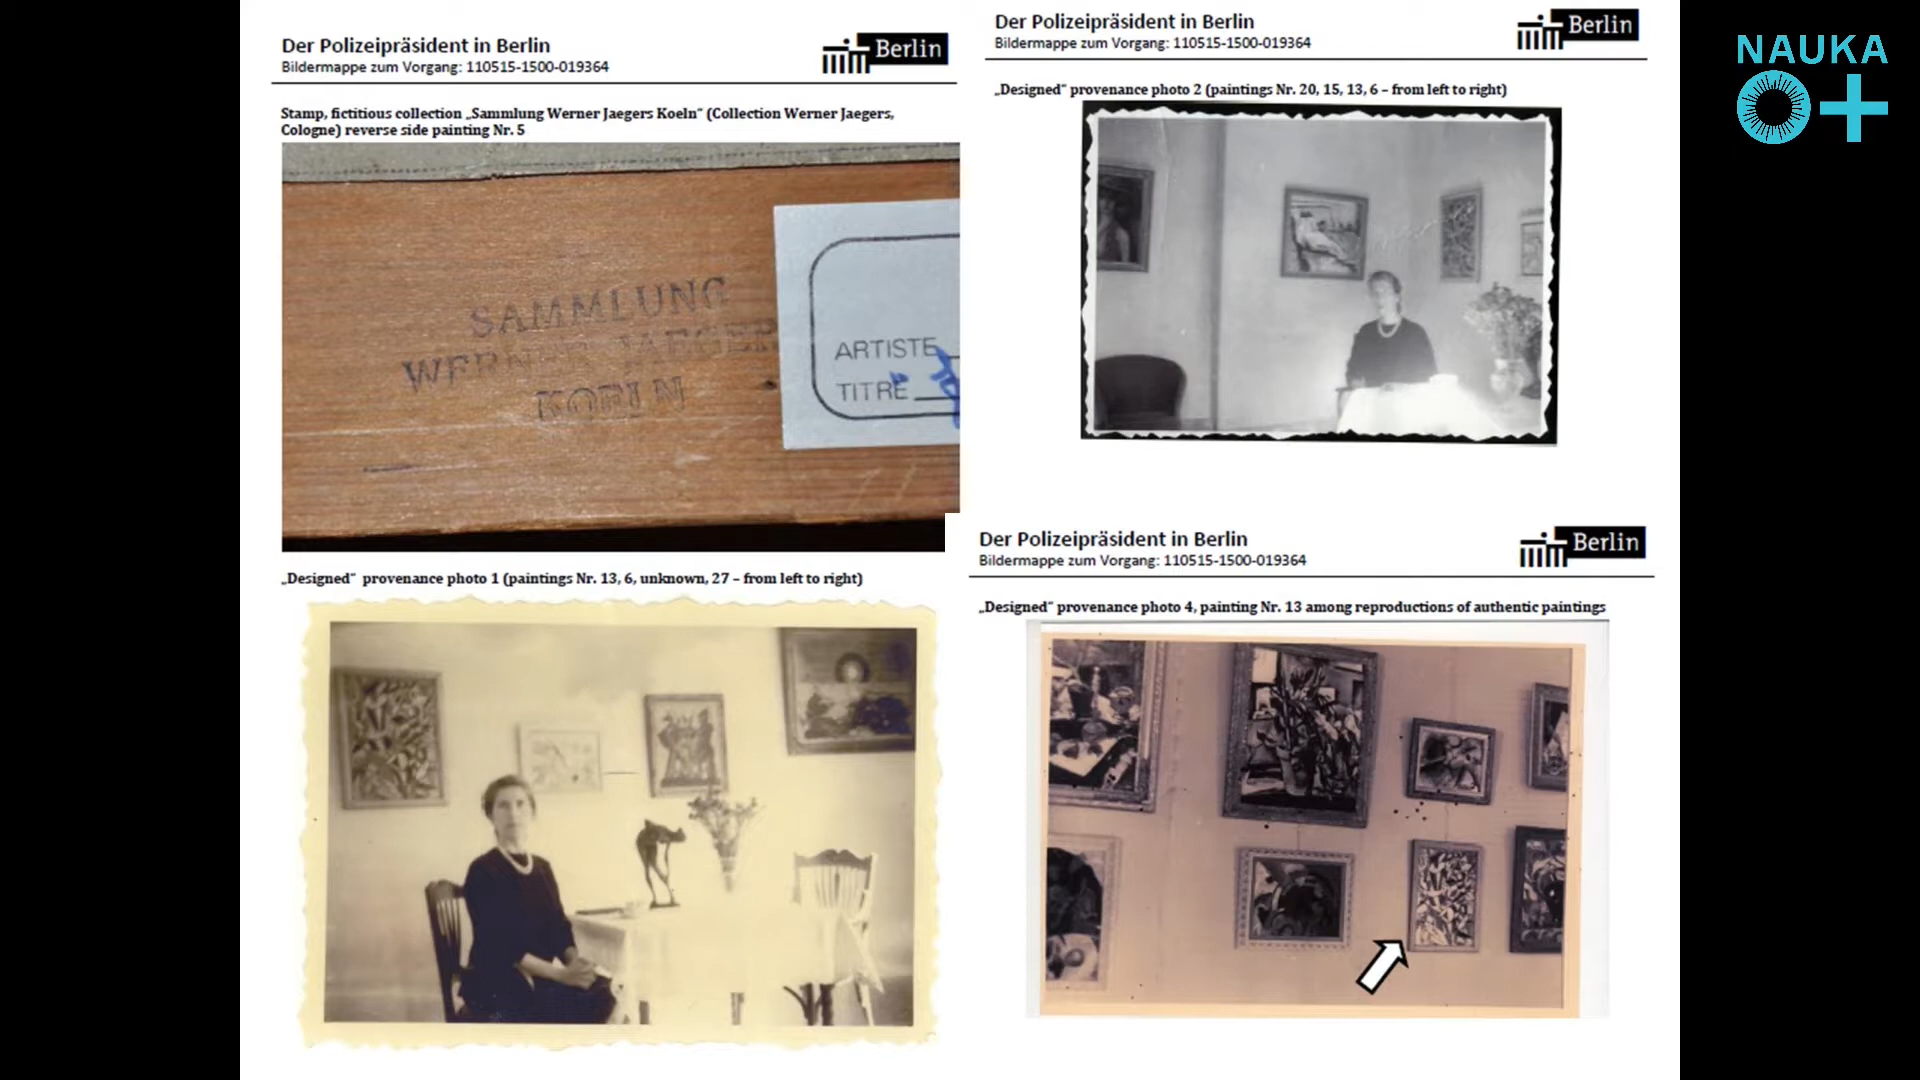 Der Polizeipräsident in Berlin
Bildermappe zum Vorgang: 110515-1500-019364
Berlin
Stamp, fictitious collection „Sammlung Werner Jaegers Koeln“ (Collection Werner Jaegers,
Cologne) reverse side painting Nr. 5
SAMMLUNG
WERNER JAEGER
KOELN
ARTISTE
TITRE
„Designed“ provenance photo 1 (paintings Nr. 13, 6, unknown, 27 – from left to right)
Der Polizeipräsident in Berlin
Bildermappe zum Vorgang: 110515-1500-019364
Berlin
„Designed“ provenance photo 2 (paintings Nr. 20, 15, 13, 6 – from left to right)
Der Polizeipräsident in Berlin
Bildermappe zum Vorgang: 110515-1500-019364
Berlin
„Designed“ provenance photo 4, painting Nr. 13 among reproductions of authentic paintings
NAUKA
0+